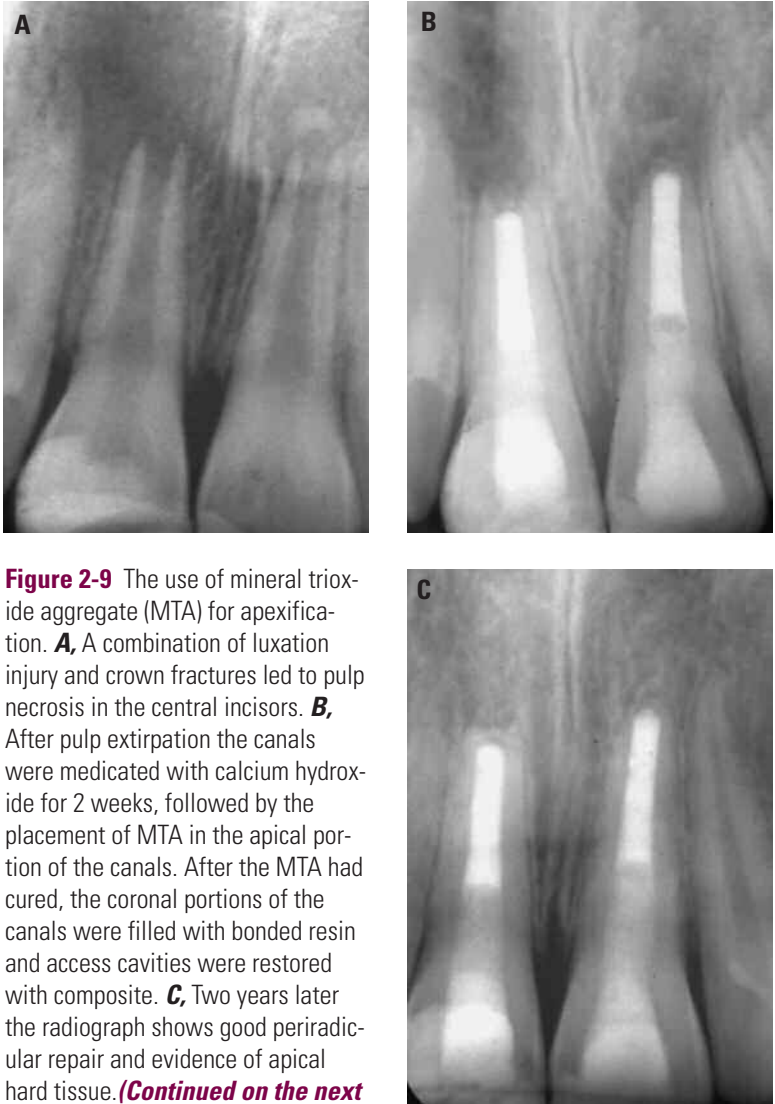 A
B
Figure 2-9 The use of mineral triox-
ide aggregate (MTA) for apexifica-
tion. A, A combination of luxation
injury and crown fractures led to pulp
necrosis in the central incisors. B,
After pulp extirpation the canals
were medicated with calcium hydrox-
ide for 2 weeks, followed by the
placement of MTA in the apical por-
tion of the canals. After the MTA had
cured, the coronal portions of the
canals were filled with bonded resin
and access cavities were restored
with composite. C, Two years later
the radiograph shows good periradic-
ular repair and evidence of apical
hard tissue.(Continued on the next
C